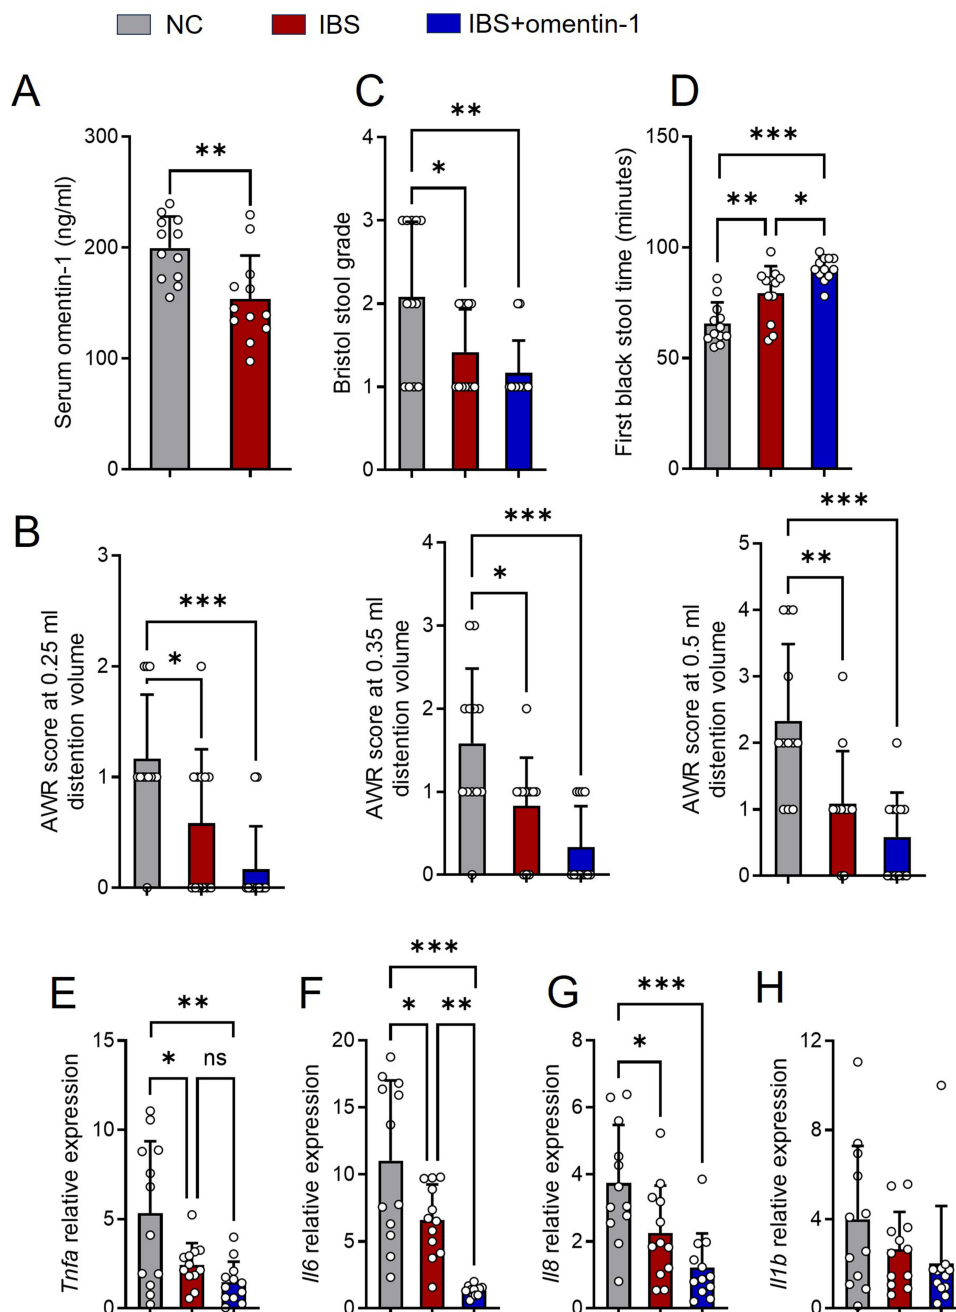 NC IBS IBS+omentin-1
A
Serum omentin-1 (ng/ml)
300
200
100
0
**
C
Bristol stool grade
4
3
2
1
0
**
*
D
First black stool time (minutes)
150
100
50
0
***
** *
B
AWR score at 0.25 ml
distention volume
3
2
1
0
***
*
AWR score at 0.35 ml
distention volume
4
3
2
1
0
***
*
AWR score at 0.5 ml
distention volume
5
4
3
2
1
0
***
**
E
Tnfa relative expression
15
10
5
0
**
* ns
F
Il6 relative expression
20
15
10
5
0
***
* **
G
Il8 relative expression
8
6
4
2
0
***
*
H
Il1b relative expression
12
8
4
0